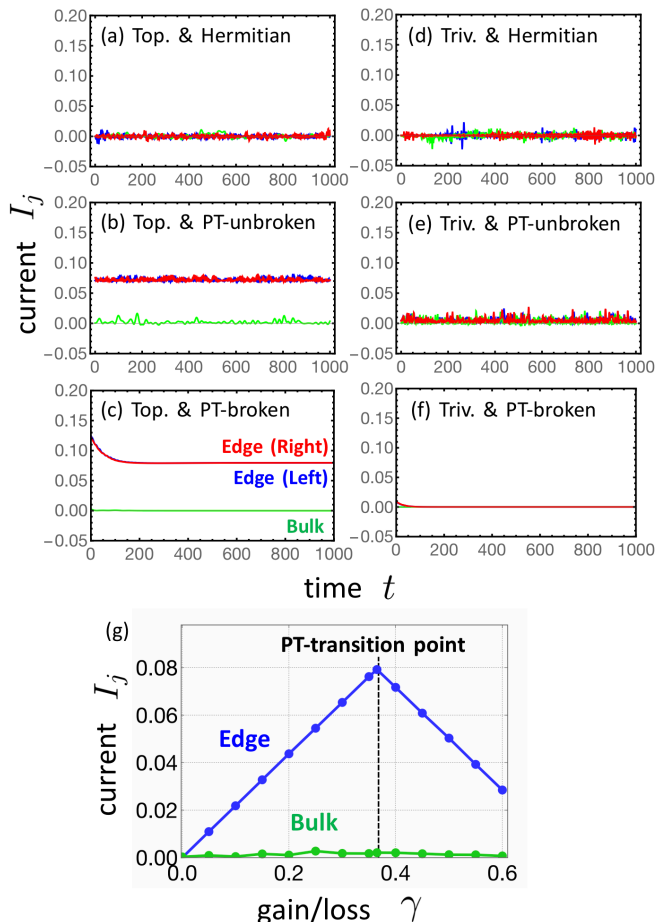 (a) Top. & Hermitian
0.20
0.15
0.10
0.05
0.00
−0.05
0 200 400 600 800 1000
(d) Triv. & Hermitian
0.20
0.15
0.10
0.05
0.00
−0.05
0 200 400 600 800 1000
(b) Top. & PT-unbroken
0.20
0.15
0.10
0.05
0.00
−0.05
0 200 400 600 800 1000
(e) Triv. & PT-unbroken
0.20
0.15
0.10
0.05
0.00
−0.05
0 200 400 600 800 1000
current I_j
(c) Top. & PT-broken
0.20
0.15
0.10
0.05
0.00
−0.05
Edge (Right)
Edge (Left)
Bulk
0 200 400 600 800 1000
(f) Triv. & PT-broken
0.20
0.15
0.10
0.05
0.00
−0.05
0 200 400 600 800 1000
time t
(g)
PT-transition point
current I_j
0.08
0.06
0.04
0.02
0.00
Edge
Bulk
0.0 0.2 0.4 0.6
gain/loss γ